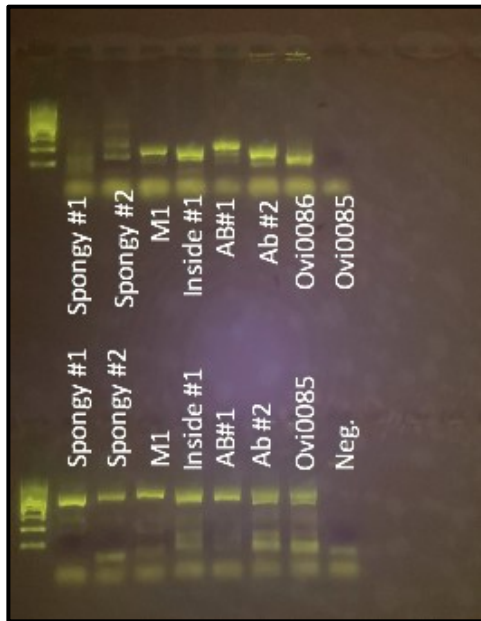 Spongy #1
Spongy #2
M1
Inside #1
AB#1
Ab #2
Ovi0086
Ovi0085
Spongy #1
Spongy #2
M1
Inside #1
AB#1
Ab #2
Ovi0085
Neg.